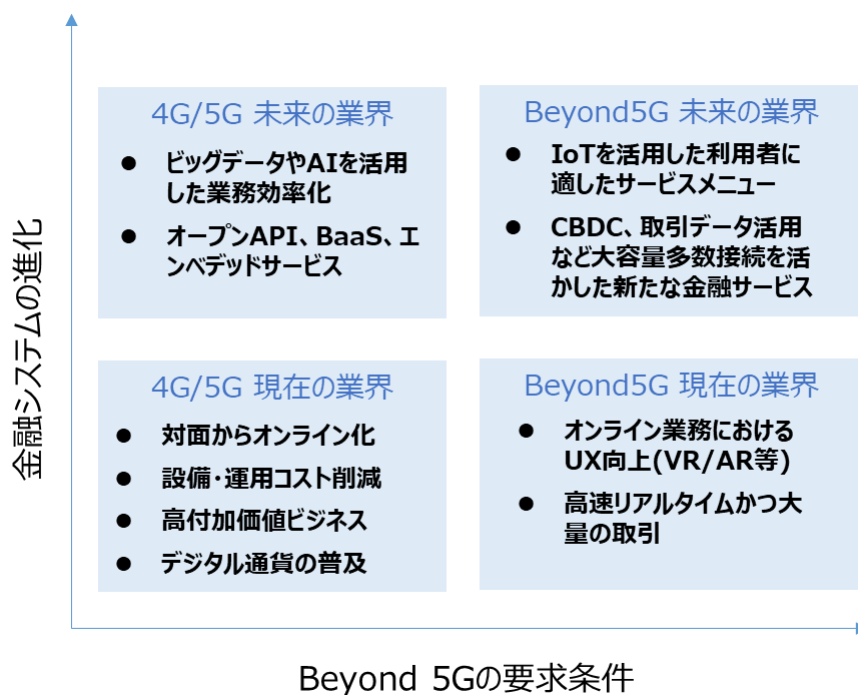 金融システムの進化
4G/5G 未来の業界
● ビッグデータやAIを活用
した業務効率化
● オープンAPI、BaaS、エ
ンベデッドサービス
Beyond5G 未来の業界
● IoTを活用した利用者に
適したサービスメニュー
● CBDC、取引データ活用
など大容量多数接続を活
かした新たな金融サービス
4G/5G 現在の業界
● 対面からオンライン化
● 設備・運用コスト削減
● 高付加価値ビジネス
● デジタル通貨の普及
Beyond5G 現在の業界
● オンライン業務における
UX向上(VR/AR等)
● 高速リアルタイムかつ大
量の取引
Beyond 5Gの要求条件